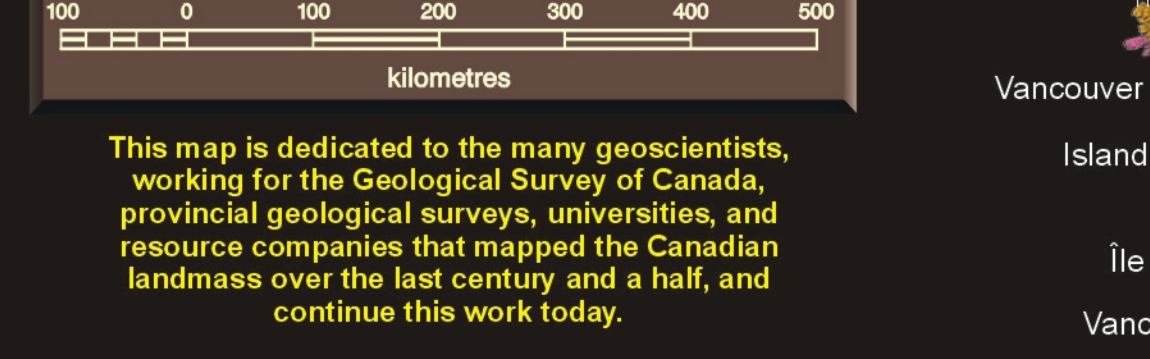 100 0 100 200 300 400 500
kilometres
This map is dedicated to the many geoscientists,
working for the Geological Survey of Canada,
provincial geological surveys, universities, and
resource companies that mapped the Canadian
landmass over the last century and a half, and
continue this work today.
Vancouver
Island
Île
Vanc